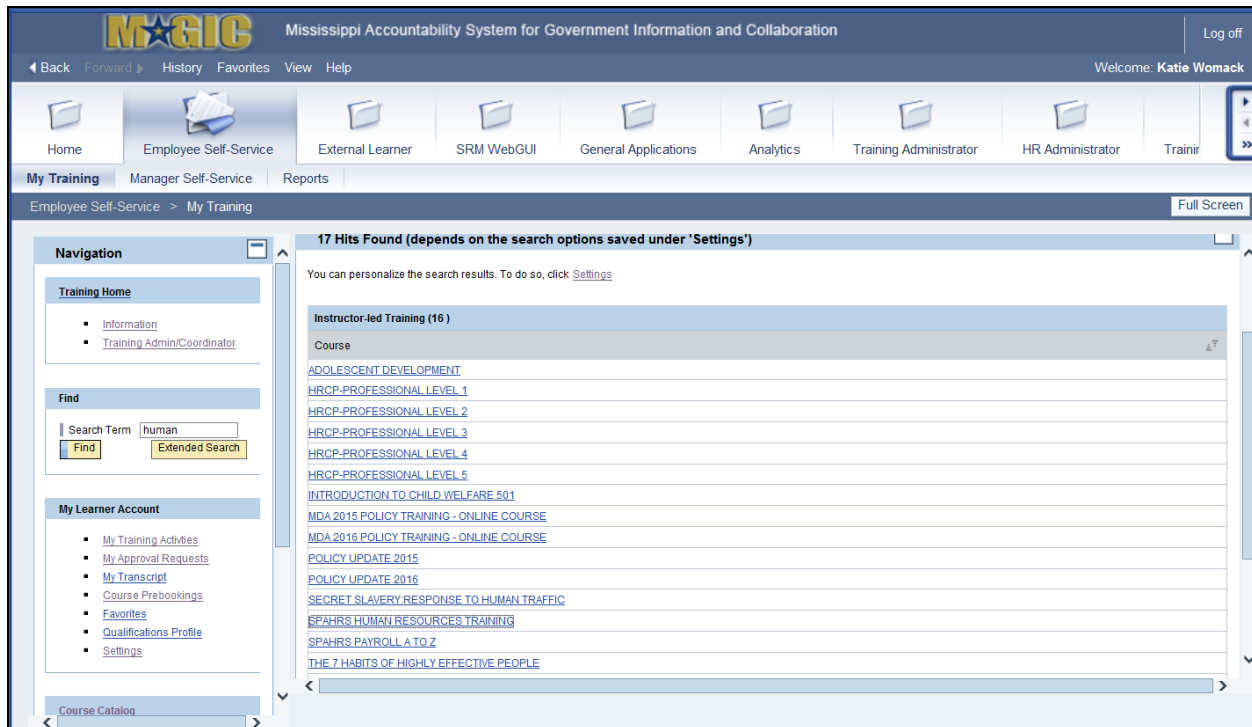 MAGIC
Mississippi Accountability System for Government Information and Collaboration
Log off
Back Forward History Favorites View Help
Welcome: Katie Womack
Home Employee Self-Service External Learner SRM WebGUI General Applications Analytics Training Administrator HR Administrator Trainir
My Training Manager Self-Service Reports
Employee Self-Service > My Training
Full Screen
Navigation
Training Home
Information
Training Admin/Coordinator
Find
Search Term human
Find Extended Search
My Learner Account
My Training Activties
My Approval Requests
My Transcript
Course Prebookings
Favorites
Qualifications Profile
Settings
Course Catalog
17 Hits Found (depends on the search options saved under 'Settings')
You can personalize the search results. To do so, click Settings
Instructor-led Training (16 )
Course
ADOLESCENT DEVELOPMENT
HRCP-PROFESSIONAL LEVEL 1
HRCP-PROFESSIONAL LEVEL 2
HRCP-PROFESSIONAL LEVEL 3
HRCP-PROFESSIONAL LEVEL 4
HRCP-PROFESSIONAL LEVEL 5
INTRODUCTION TO CHILD WELFARE 501
MDA 2015 POLICY TRAINING - ONLINE COURSE
MDA 2016 POLICY TRAINING - ONLINE COURSE
POLICY UPDATE 2015
POLICY UPDATE 2016
SECRET SLAVERY:RESPONSE TO HUMAN TRAFFIC
SPAHRS HUMAN RESOURCES TRAINING
SPAHRS PAYROLL A TO Z
THE 7 HABITS OF HIGHLY EFFECTIVE PEOPLE